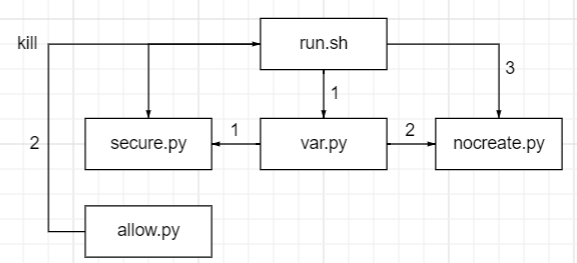 kill
run.sh
3
1
secure.py
1
var.py
2
nocreate.py
2
allow.py